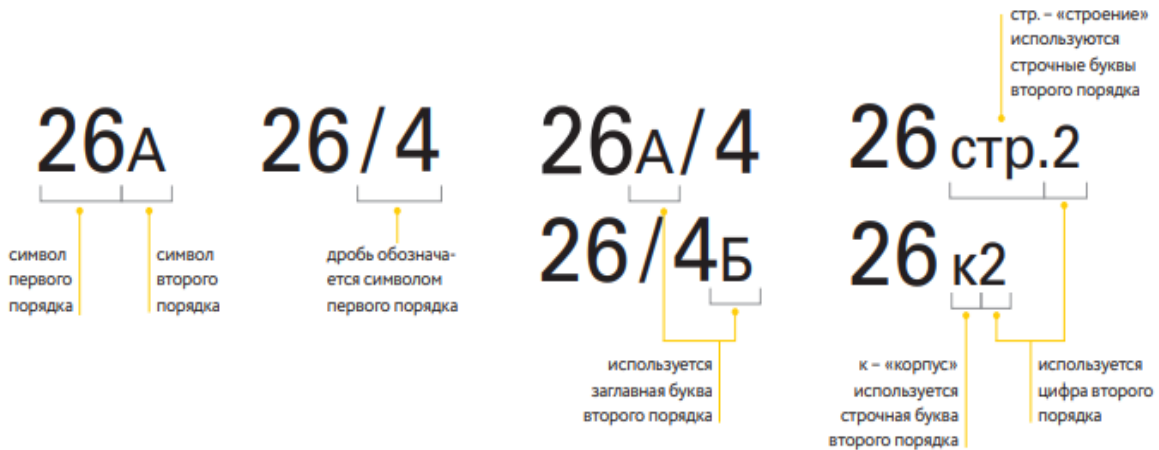 26А
символ
первого
порядка
символ
второго
порядка
26/4
дробь обознача-
ется символом
первого порядка
26А/4
26/4Б
используется
заглавная буква
второго порядка
стр. – «строение»
используются
строчные буквы
второго порядка
26 стр.2
26 к2
к – «корпус»
используется
строчная буква
второго порядка
используется
цифра второго
порядка